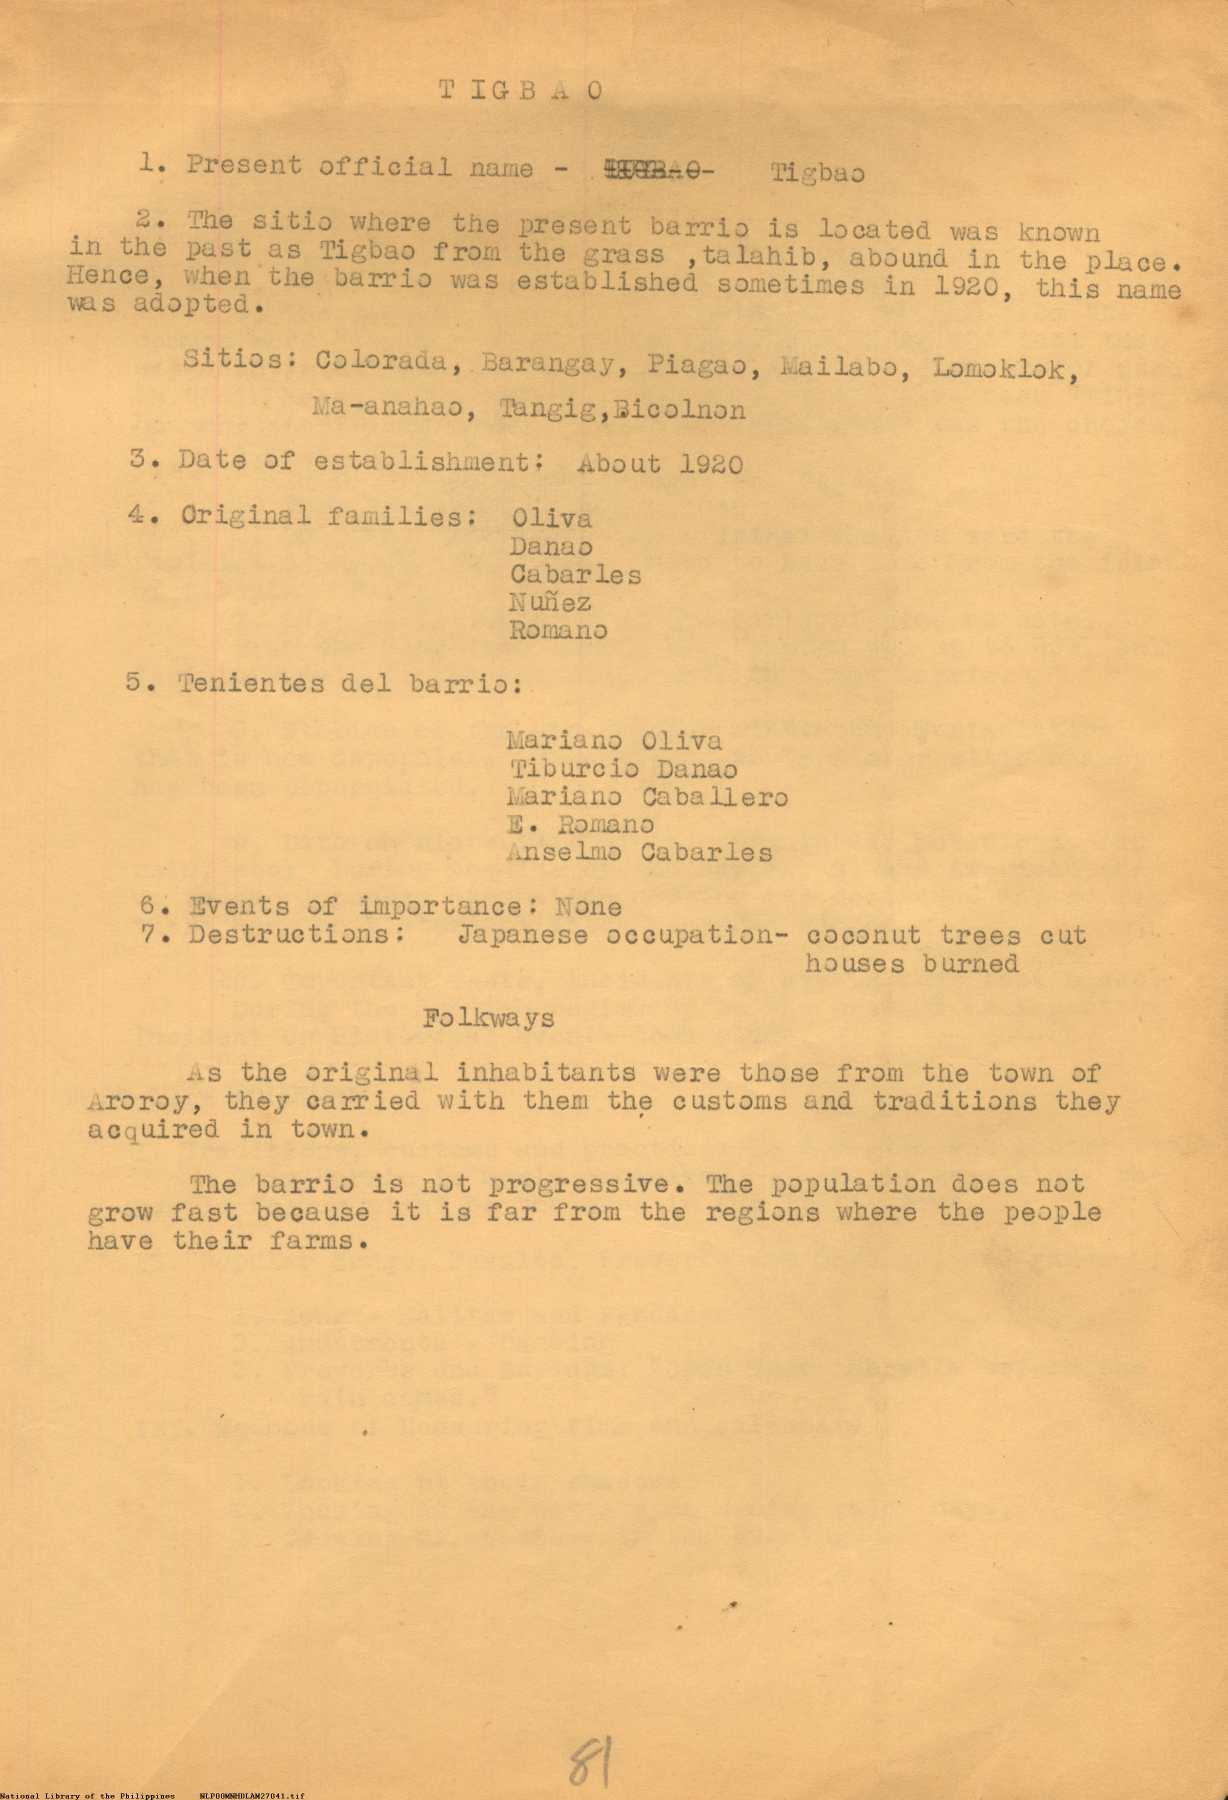 T I G B A O
1. Present official name - Tigbao
2. The sitio where the present barrio is located was known
in the past as Tigbao from the grass ,talahib, abound in the place.
Hence, when the barrio was established sometimes in 1920, this name
was adopted.
Sitios: Colorada, Barangay, Piagao, Mailabo, Lomoklok,
Ma-anahao, Tangig,Bicolnon
3. Date of establishment: About 1920
4. Original families: Oliva
Danao
Cabarles
Nuñez
Romano
5. Tenientes del barrio:
Mariano Oliva
Tiburcio Danao
Mariano Caballero
E. Romano
Anselmo Cabarles
6. Events of importance: None
7. Destructions: Japanese occupation- coconut trees cut
houses burned
Folkways
As the original inhabitants were those from the town of
Aroroy, they carried with them the customs and traditions they
acquired in town.
The barrio is not progressive. The population does not
grow fast because it is far from the regions where the people
have their farms.
81
National Library of the Philippines NLP00MNHDLAM27041.tif